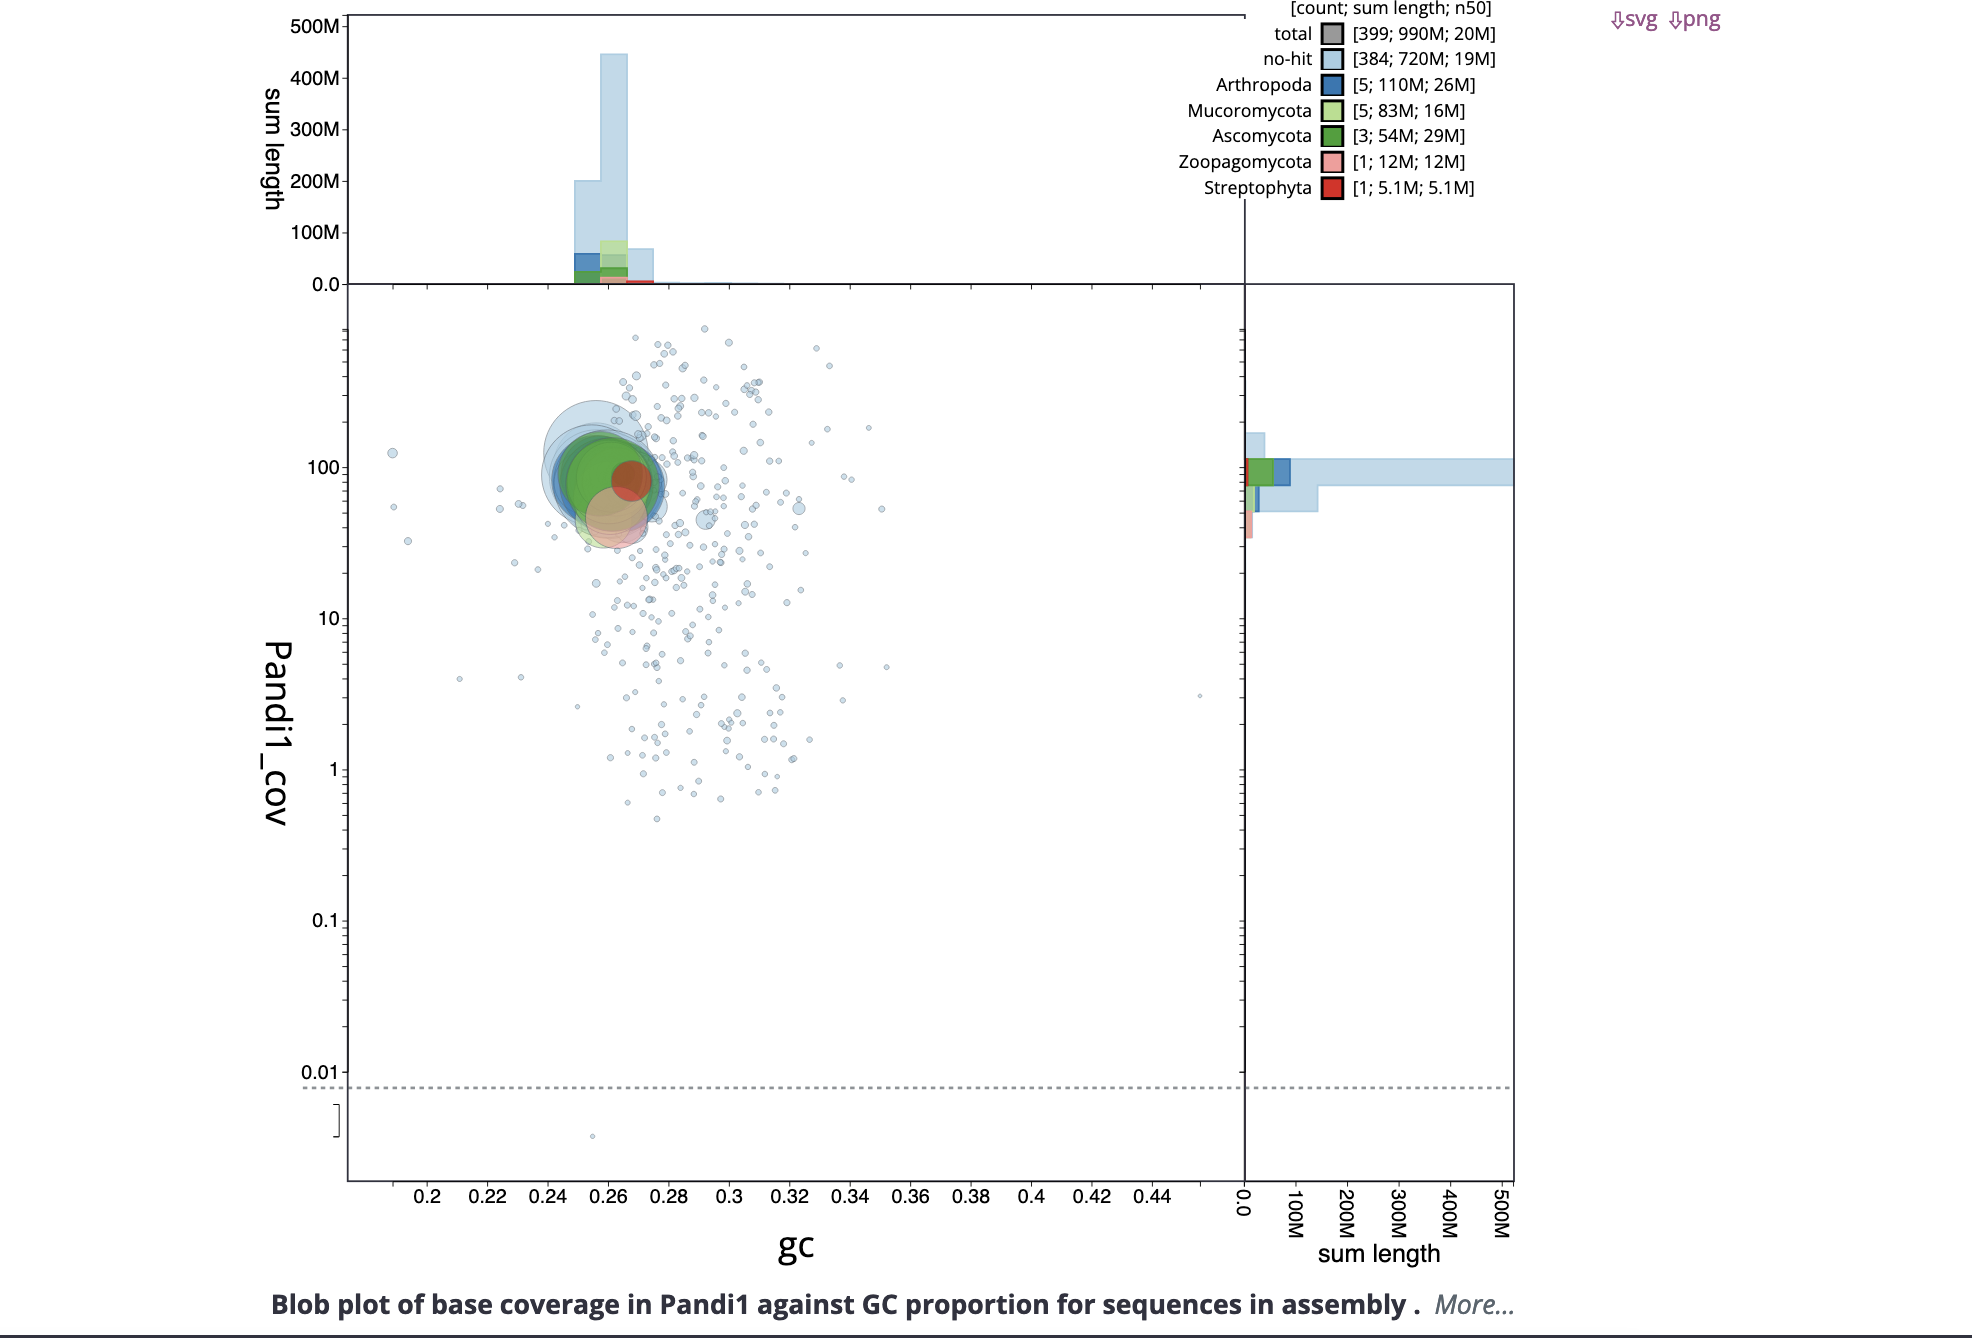 [count; sum length; n50]
total [399; 990M; 20M]
no-hit [384; 720M; 19M]
Arthropoda [5; 110M; 26M]
Mucoromycota [5; 83M; 16M]
Ascomycota [3; 54M; 29M]
Zoopagomycota [1; 12M; 12M]
Streptophyta [1; 5.1M; 5.1M]
⇩svg ⇩png
500M
400M
300M
200M
100M
0.0
sum length
100
10
1
0.1
0.01
Pandi1_cov
0.2 0.22 0.24 0.26 0.28 0.3 0.32 0.34 0.36 0.38 0.4 0.42 0.44
gc
0.0 100M 200M 300M 400M 500M
sum length
Blob plot of base coverage in Pandi1 against GC proportion for sequences in assembly . More...